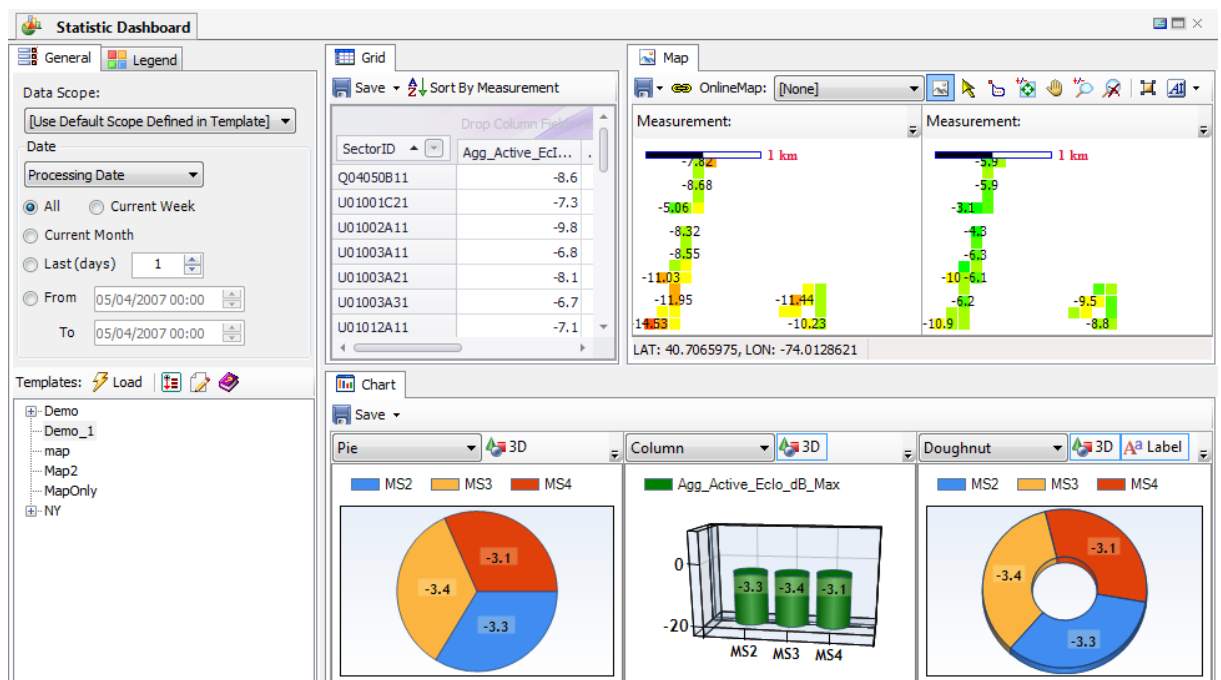 Statistic Dashboard
General
Legend
Data Scope:
[Use Default Scope Defined in Template]
Date
Processing Date
All
Current Week
Current Month
Last(days)
1
From
05/04/2007 00:00
To
05/04/2007 00:00
Templates:
Load
Demo
Demo_1
map
Map2
MapOnly
NY
Grid
Save
Sort By Measurement
Drop Column
SectorID
Agg_Active_EcI...
Q04050B11
-8.6
U01001C21
-7.3
U01002A11
-9.8
U01003A11
-6.8
U01003A21
-8.1
U01003A31
-6.7
U01012A11
-7.1
Map
OnlineMap:
[None]
Measurement:
1 km
-7.82
-8.68
-5.06
-8.32
-8.55
-11.03
-11.95
-11.44
-14.53
-10.23
Measurement:
1 km
-5.9
-5.9
-3.1
-4.3
-6.3
-10 -6.1
-6.2
-9.5
-10.9
-8.8
LAT: 40.7065975, LON: -74.0128621
Chart
Save
Pie
3D
MS2 MS3 MS4
-3.1
-3.4
-3.3
Column
3D
Agg_Active_EcIo_dB_Max
0
-20
-3.3 -3.4 -3.1
MS2 MS3 MS4
Doughnut
3D
Aa Label
MS2 MS3 MS4
-3.1
-3.4
-3.3